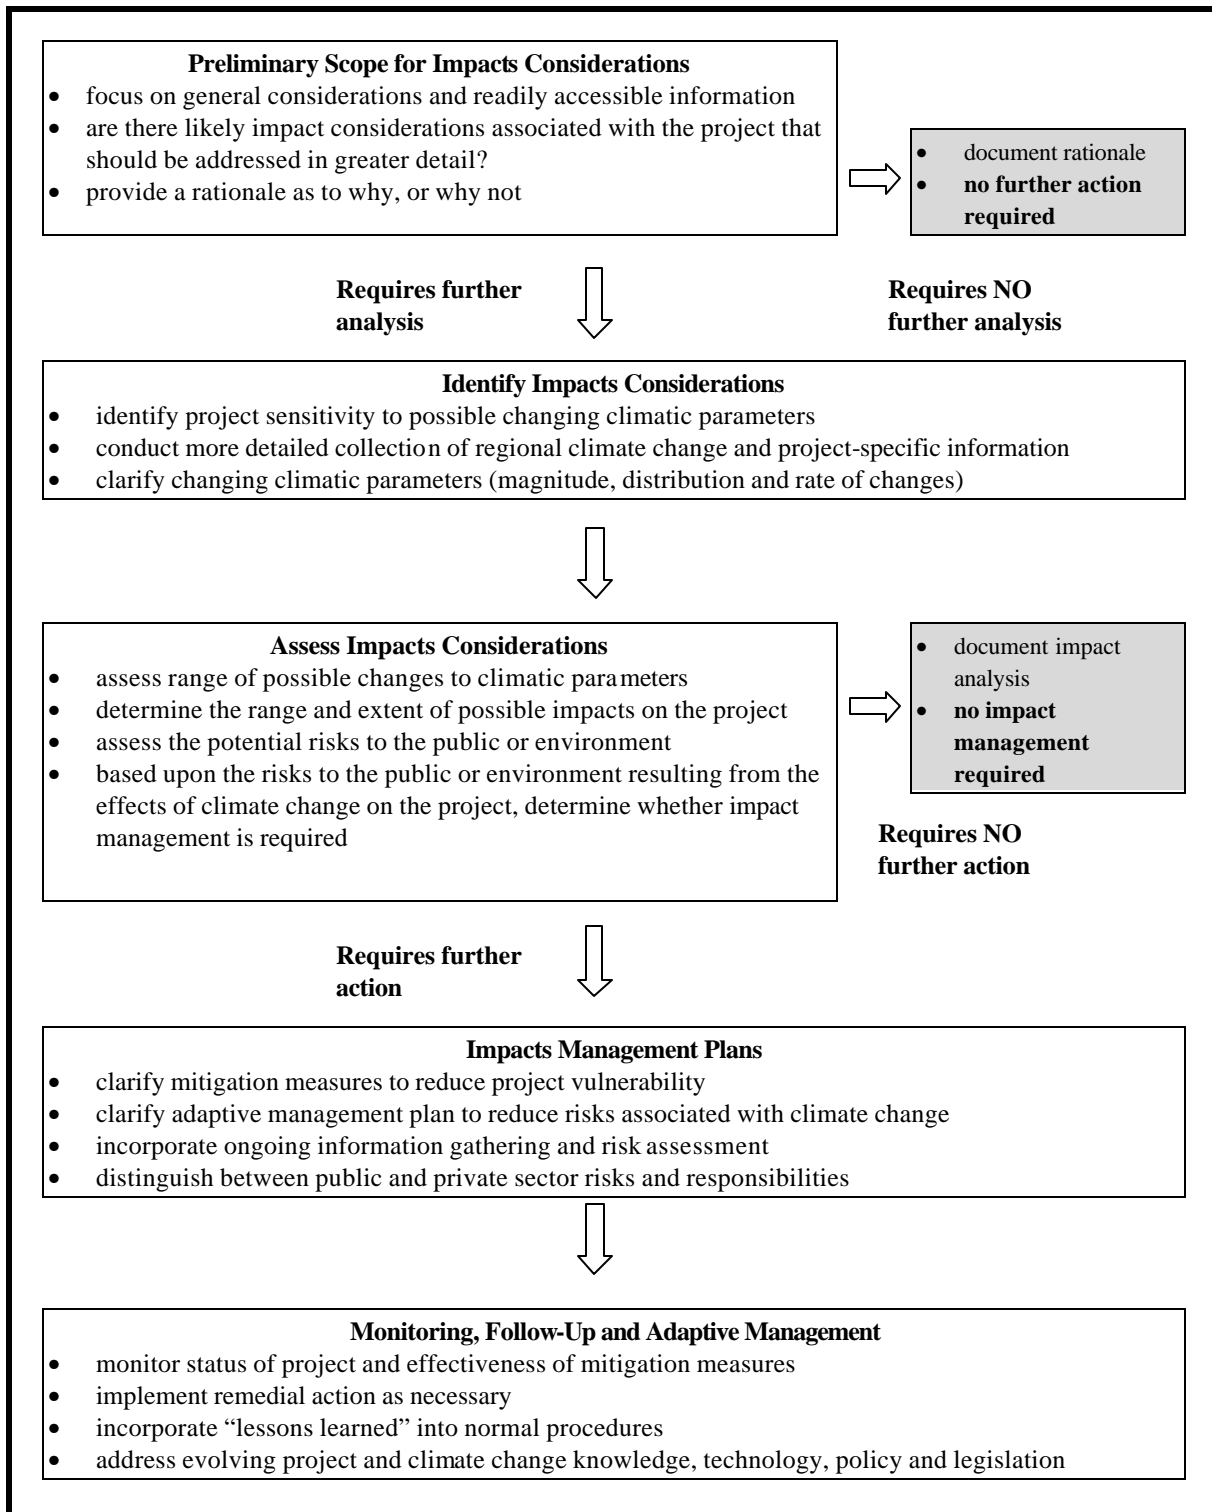 Preliminary Scope for Impacts Considerations
• focus on general considerations and readily accessible information
• are there likely impact considerations associated with the project that
should be addressed in greater detail?
• provide a rationale as to why, or why not
• document rationale
• no further action
required
Requires further
analysis
Requires NO
further analysis
Identify Impacts Considerations
• identify project sensitivity to possible changing climatic parameters
• conduct more detailed collection of regional climate change and project-specific information
• clarify changing climatic parameters (magnitude, distribution and rate of changes)
Assess Impacts Considerations
• assess range of possible changes to climatic parameters
• determine the range and extent of possible impacts on the project
• assess the potential risks to the public or environment
• based upon the risks to the public or environment resulting from the
effects of climate change on the project, determine whether impact
management is required
• document impact
analysis
• no impact
management
required
Requires NO
further action
Requires further
action
Impacts Management Plans
• clarify mitigation measures to reduce project vulnerability
• clarify adaptive management plan to reduce risks associated with climate change
• incorporate ongoing information gathering and risk assessment
• distinguish between public and private sector risks and responsibilities
Monitoring, Follow-Up and Adaptive Management
• monitor status of project and effectiveness of mitigation measures
• implement remedial action as necessary
• incorporate “lessons learned” into normal procedures
• address evolving project and climate change knowledge, technology, policy and legislation